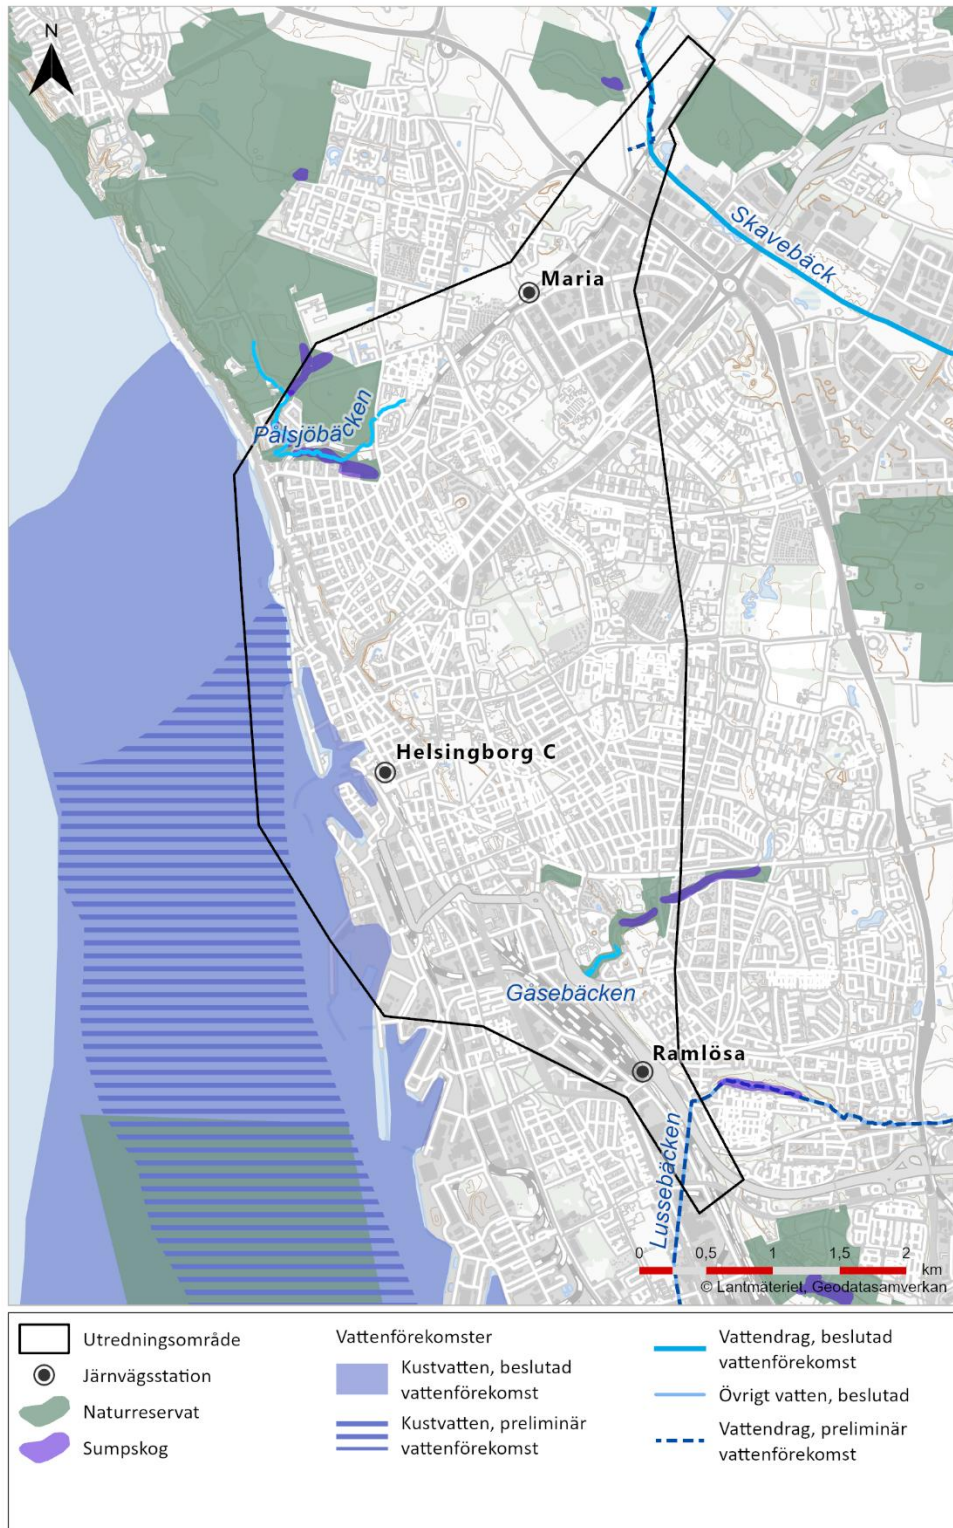 N
Skavebäck
Maria
Pålsjöbäcken
Helsingborg C
Gåsebäcken
Ramlösa
Lussebäcken
0 0,5 1 1,5 2
km
© Lantmäteriet, Geodatasamverkan
Utredningsområde
Järnvägsstation
Naturreservat
Sumpskog
Vattenförekomster
Kustvatten, beslutad
vattenförekomst
Kustvatten, preliminär
vattenförekomst
Vattendrag, beslutad
vattenförekomst
Övrigt vatten, beslutad
Vattendrag, preliminär
vattenförekomst